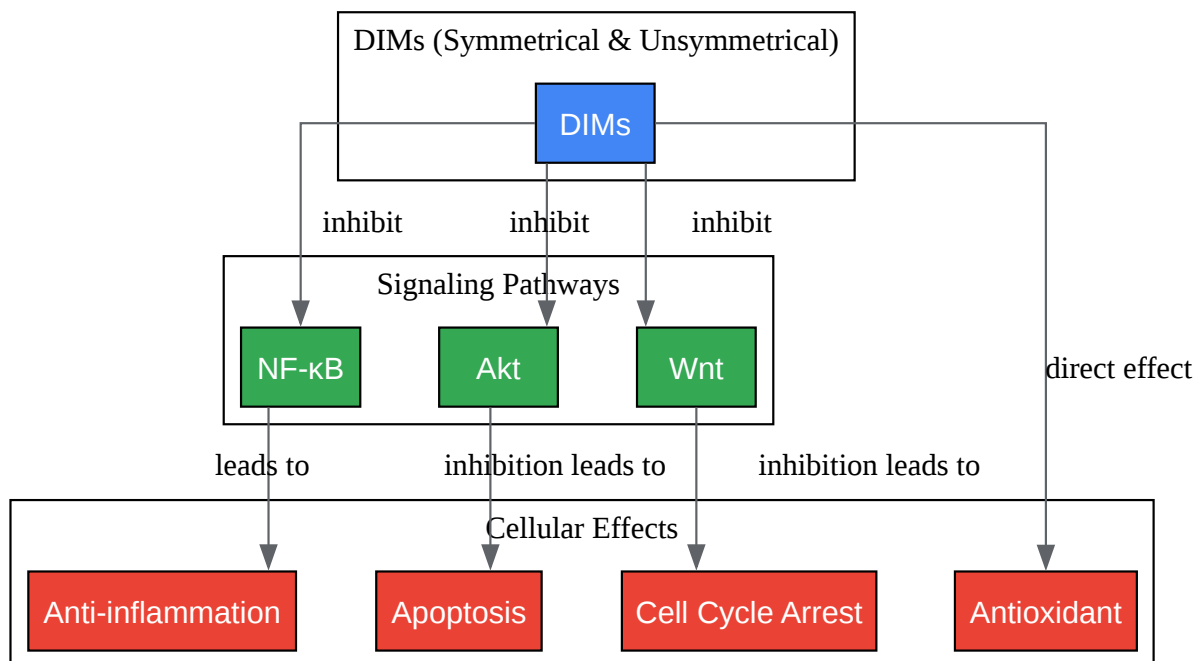 DIMs (Symmetrical & Unsymmetrical)
DIMs
inhibit
inhibit
inhibit
Signaling Pathways
NF-κB
Akt
Wnt
direct effect
leads to
inhibition leads to
inhibition leads to
Cellular Effects
Anti-inflammation
Apoptosis
Cell Cycle Arrest
Antioxidant